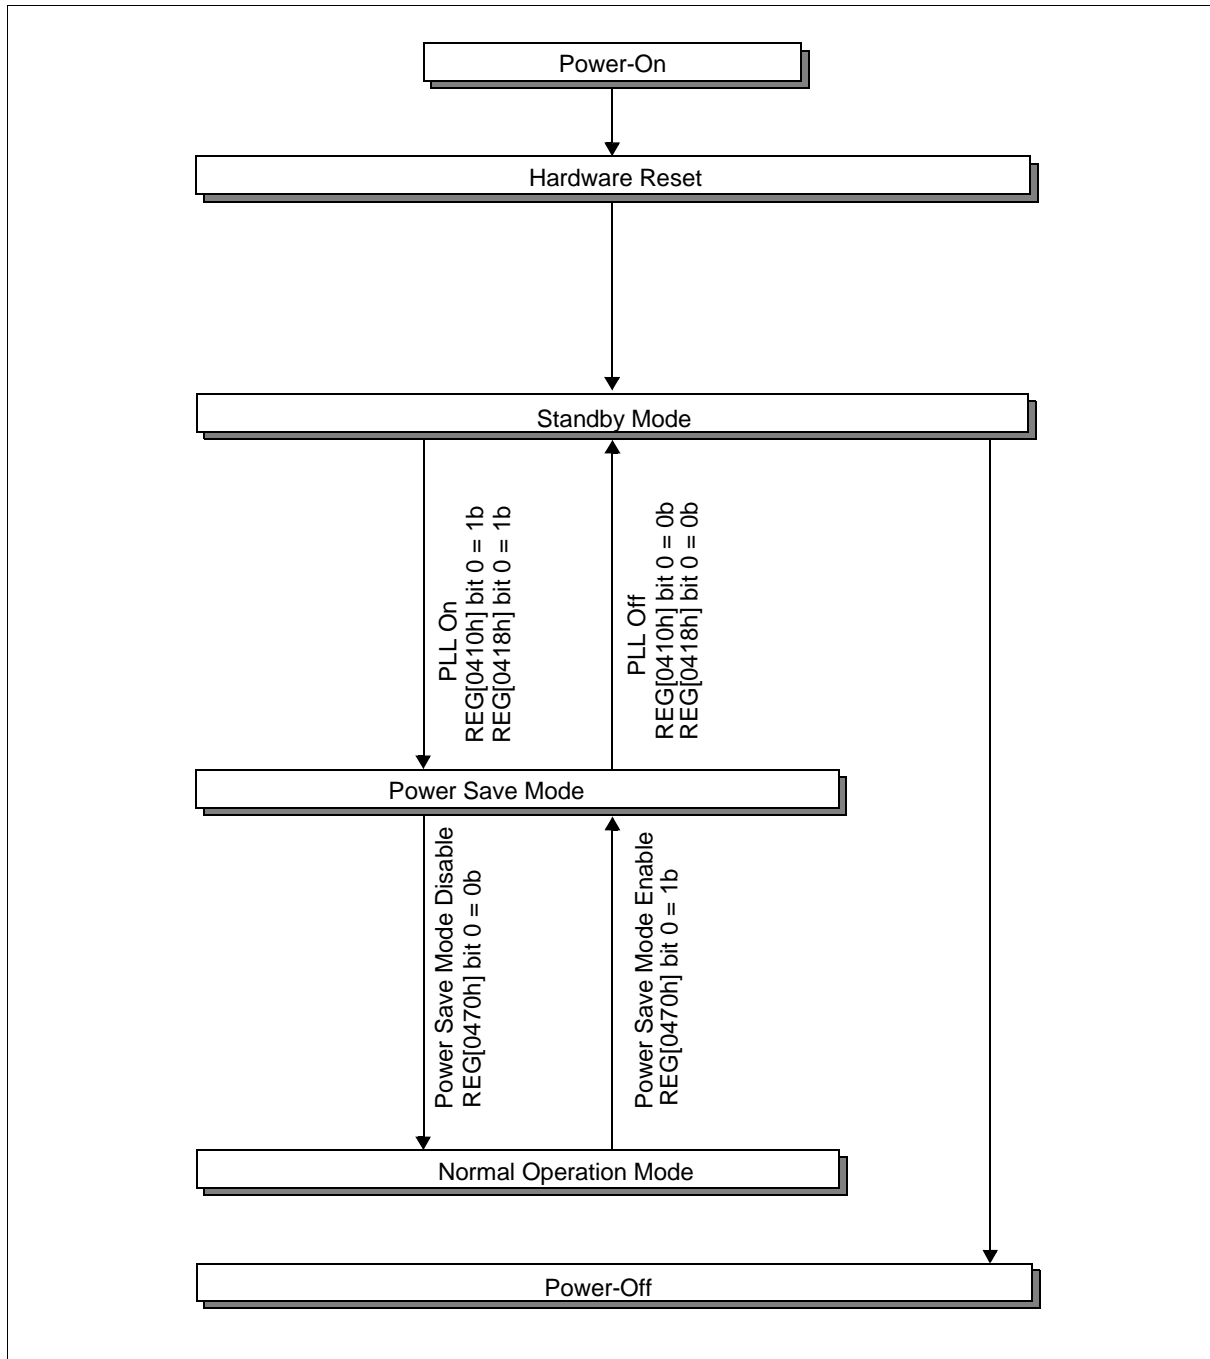 Power-On
Hardware Reset
Standby Mode
PLL On
REG[0410h] bit 0 = 1b
REG[0418h] bit 0 = 1b
PLL Off
REG[0410h] bit 0 = 0b
REG[0418h] bit 0 = 0b
Power Save Mode
Power Save Mode Disable
REG[0470h] bit 0 = 0b
Power Save Mode Enable
REG[0470h] bit 0 = 1b
Normal Operation Mode
Power-Off